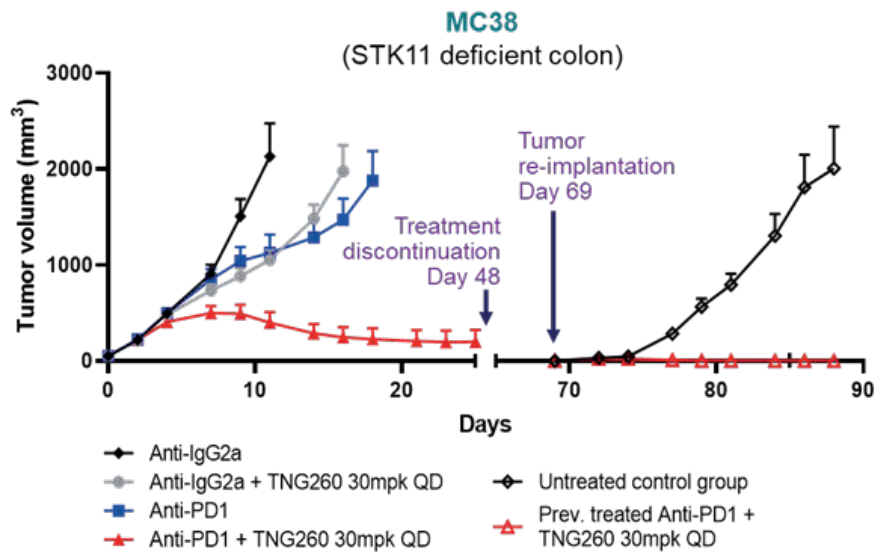 MC38
(STK11 deficient colon)
Tumor volume (mm³)
3000
2000
1000
0
Treatment
discontinuation
Day 48
Tumor
re-implantation
Day 69
0
10
20
70
80
90
Days
Anti-IgG2a
Anti-IgG2a + TNG260 30mpk QD
Anti-PD1
Anti-PD1 + TNG260 30mpk QD
Untreated control group
Prev. treated Anti-PD1 +
TNG260 30mpk QD